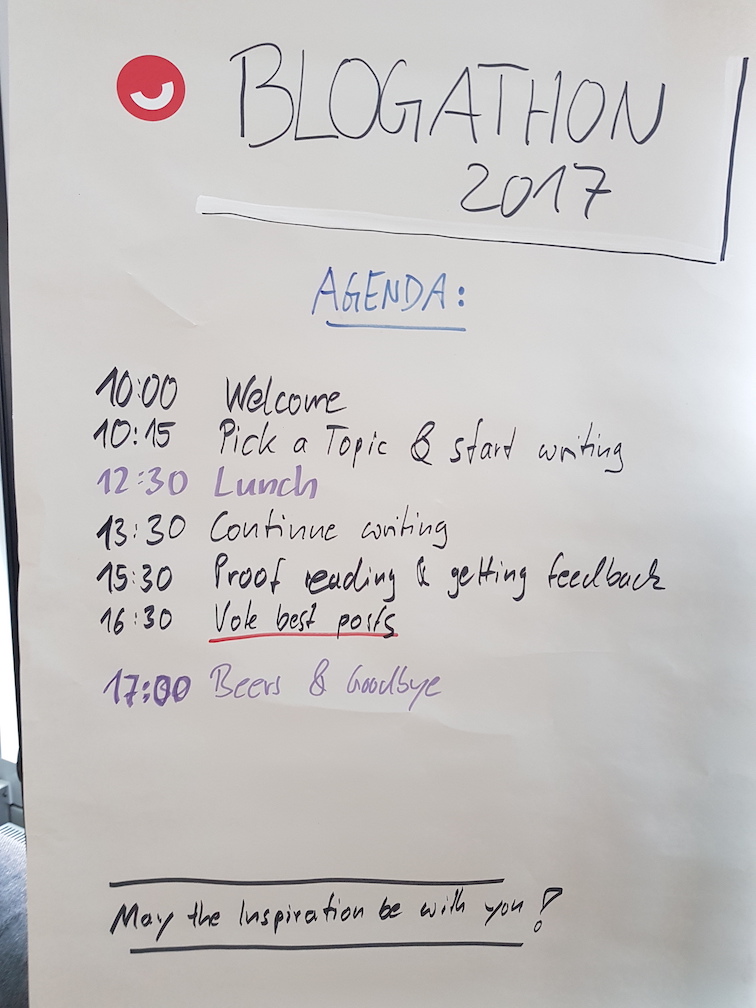 BLOGATHON
2017
AGENDA:
10:00 Welcome
10:15 Pick a Topic & start writing
12:30 Lunch
13:30 Continue writing
15:30 Proof reading & getting feedback
16:30 Vote best posts
17:00 Beers & Goodbye
May the Inspiration be with you!